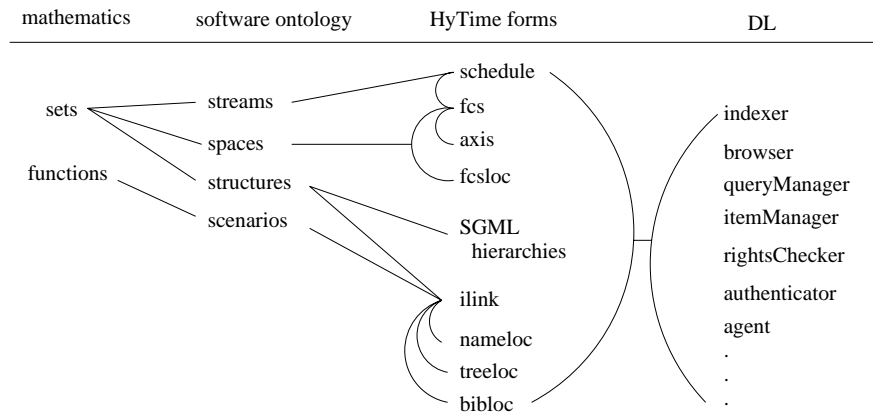 mathematics
software ontology
HyTime forms
DL
sets
functions
streams
spaces
structures
scenarios
schedule
fcs
axis
fcsloc
SGML
hierarchies
ilink
nameloc
treeloc
bibloc
indexer
browser
queryManager
itemManager
rightsChecker
authenticator
agent
.
.
.